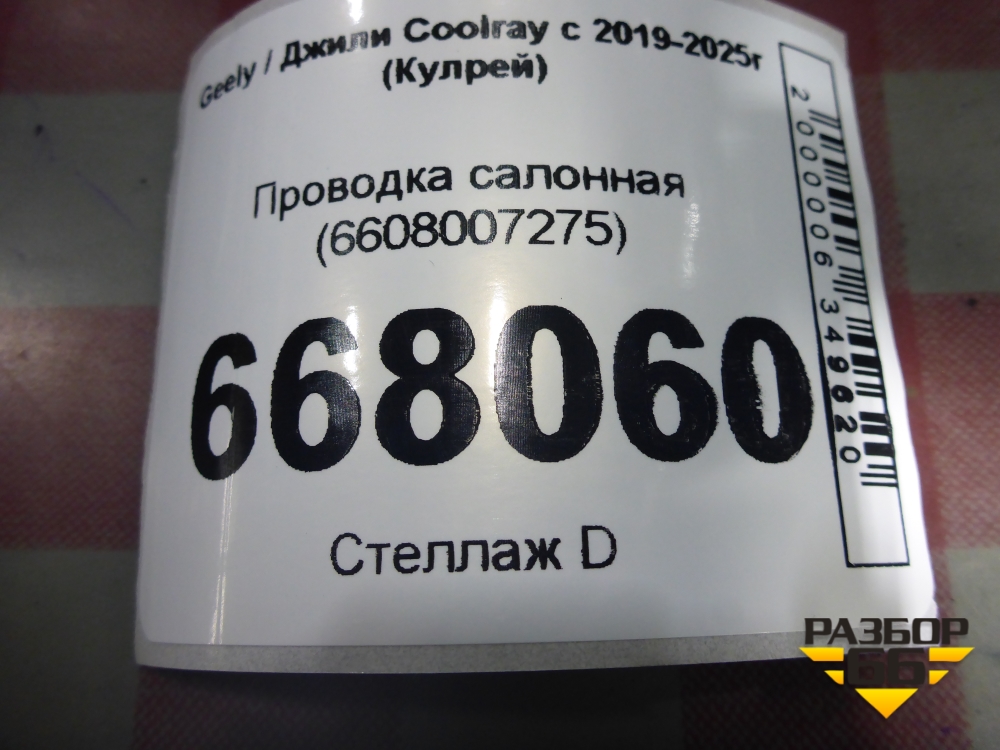 Geely / Джили Coolray с 2019-2025г
(Кулрей)
Проводка салонная
(6608007275)
668060
Стеллаж D
2000006349620
РАЗБОР
66